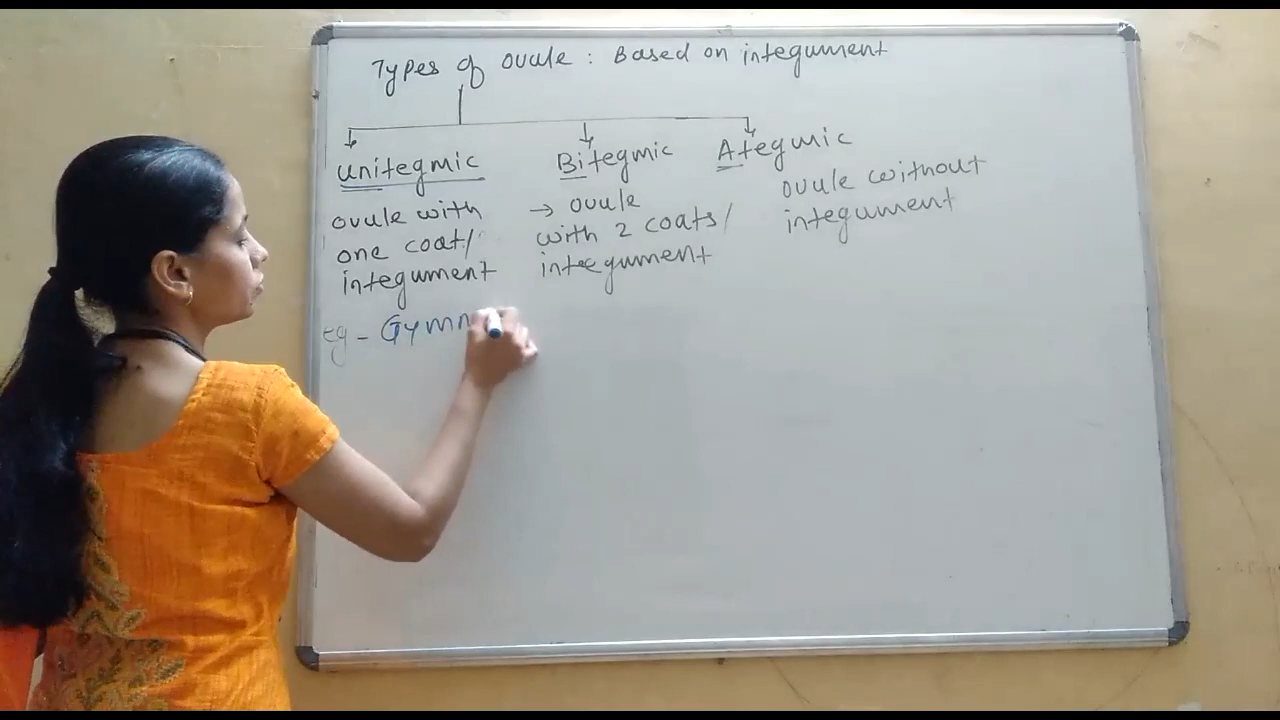 Types of ovule : Based on integument
Unitegmic
ovule with
one coat/
integument
eg - Gymn
Bitegmic
→ ovule
with 2 coats/
integument
Ategmic
ovule without
integument